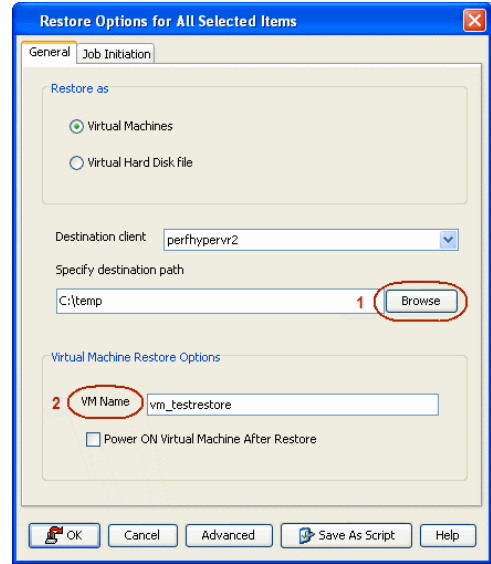 Restore Options for All Selected Items
General Job Initiation
Restore as
Virtual Machines
Virtual Hard Disk file
Destination client perfhypervr2
Specify destination path
C:\temp 1 Browse
Virtual Machine Restore Options
2 VM Name vm_testrestore
Power ON Virtual Machine After Restore
OK Cancel Advanced Save As Script Help